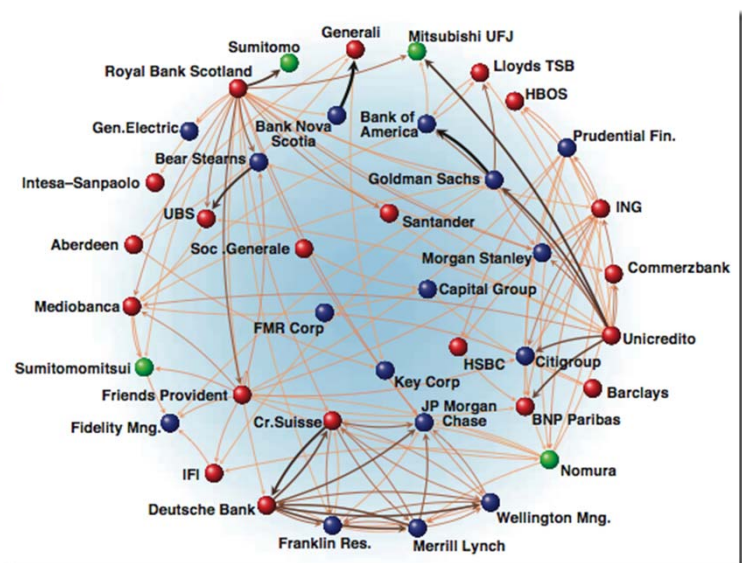 Generali
Mitsubishi UFJ
Sumitomo
Lloyds TSB
Royal Bank Scotland
HBOS
Gen.Electric
Bank Nova
Scotia
Bank of
America
Prudential Fin.
Bear Stearns
Goldman Sachs
Intesa–Sanpaolo
ING
UBS
Santander
Aberdeen
Soc .Generale
Morgan Stanley
Commerzbank
Capital Group
Mediobanca
FMR Corp
Unicredito
HSBC
Citigroup
Sumitomomitsui
Key Corp
Friends Provident
Barclays
JP Morgan
Chase
BNP Paribas
Cr.Suisse
Fidelity Mng.
Nomura
IFI
Deutsche Bank
Wellington Mng.
Franklin Res.
Merrill Lynch